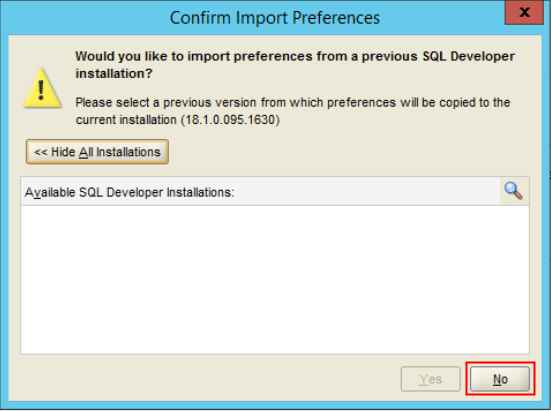 Confirm Import Preferences
x
Would you like to import preferences from a previous SQL Developer
installation?
Please select a previous version from which preferences will be copied to the
current installation (18.1.0.095.1630)
<< Hide All Installations
Available SQL Developer Installations:
Yes
No